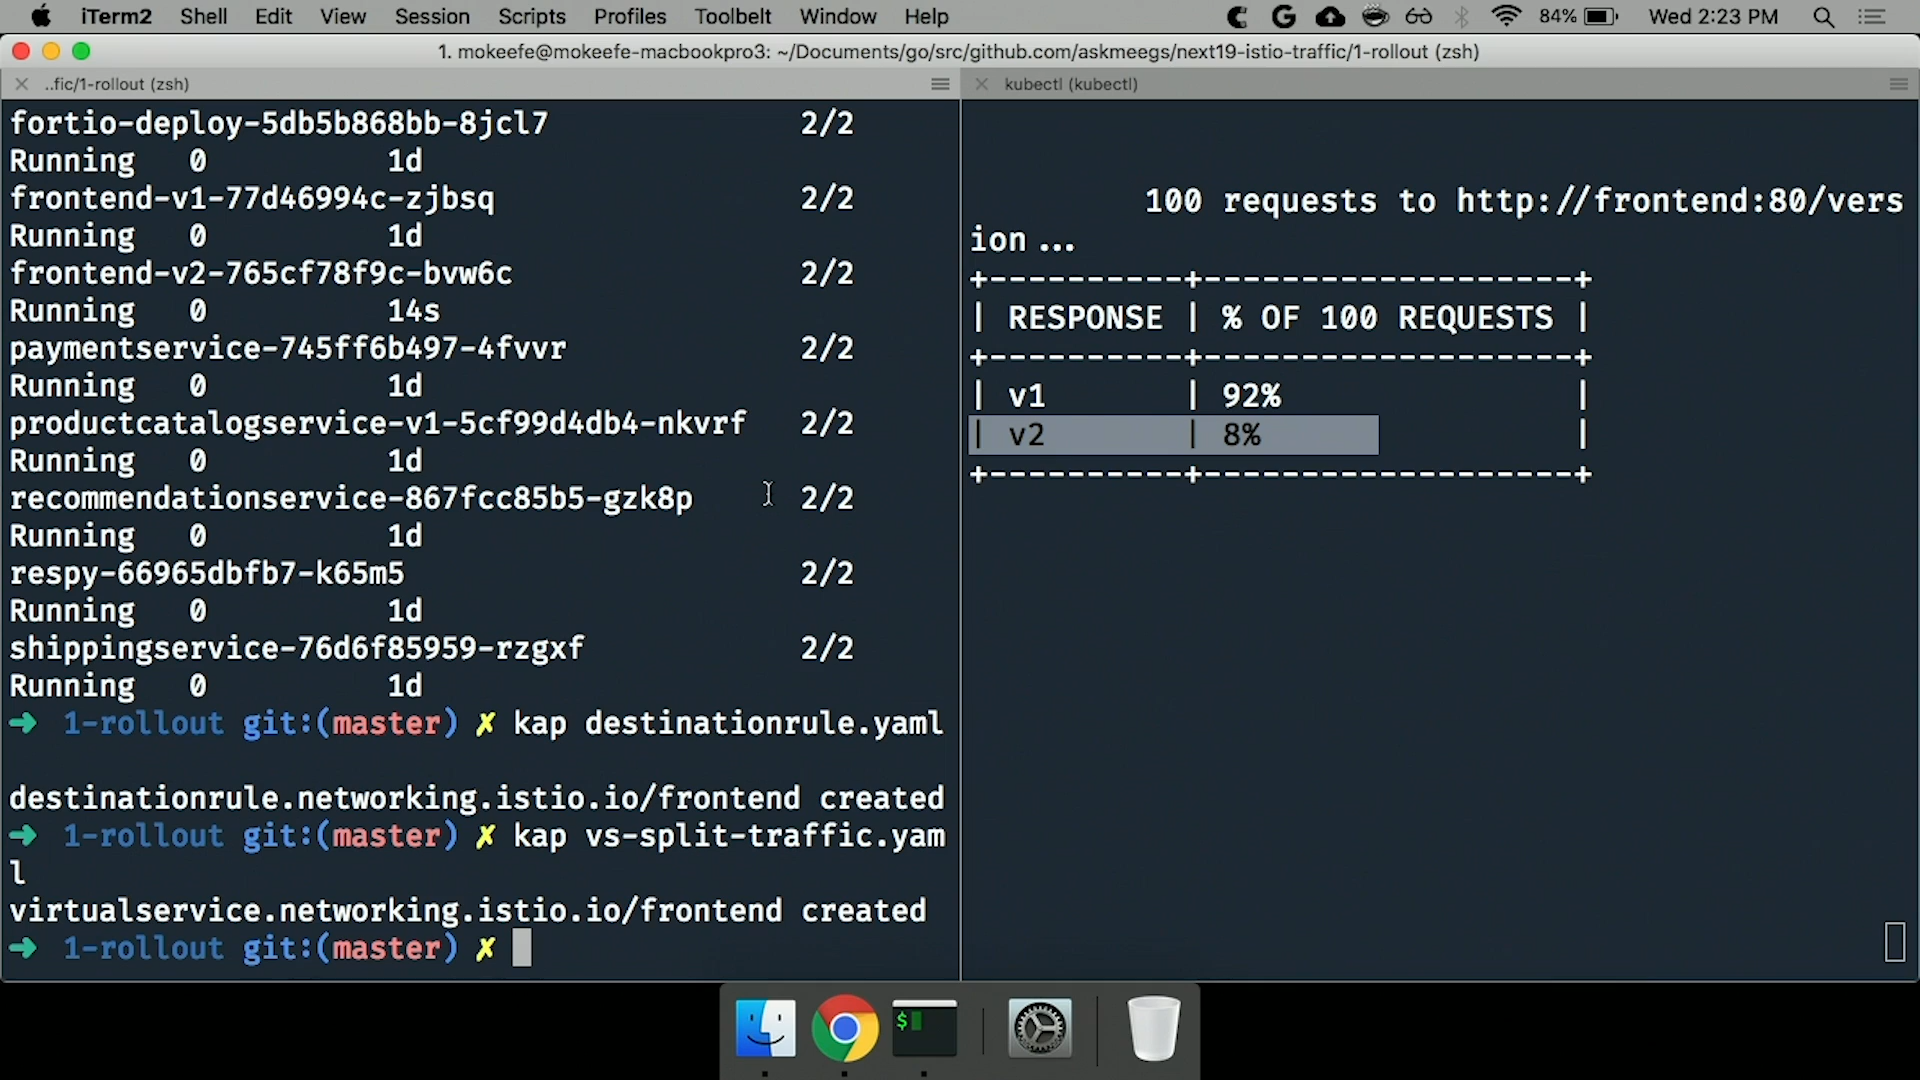 iTerm2 Shell Edit View Session Scripts Profiles Toolbelt Window Help 84% Wed 2:23 PM
1. mokeefe@mokeefe-macbookpro3: ~/Documents/go/src/github.com/askmeegs/next19-istio-traffic/1-rollout (zsh)
..fic/1-rollout (zsh)
fortio-deploy-5db5b868bb-8jcl7 2/2
Running 0 1d
frontend-v1-77d46994c-zjbsq 2/2
Running 0 1d
frontend-v2-765cf78f9c-bvw6c 2/2
Running 0 14s
paymentservice-745ff6b497-4fvvr 2/2
Running 0 1d
productcatalogservice-v1-5cf99d4db4-nkvrf 2/2
Running 0 1d
recommendationservice-867fcc85b5-gzk8p 2/2
Running 0 1d
respy-66965dbfb7-k65m5 2/2
Running 0 1d
shippingservice-76d6f85959-rzgxf 2/2
Running 0 1d
➜ 1-rollout git:(master) ✗ kap destinationrule.yaml
destinationrule.networking.istio.io/frontend created
➜ 1-rollout git:(master) ✗ kap vs-split-traffic.yam
l
virtualservice.networking.istio.io/frontend created
➜ 1-rollout git:(master) ✗
kubectl (kubectl)
100 requests to http://frontend:80/vers
ion...
+----------+-------------------+
| RESPONSE | % OF 100 REQUESTS |
+----------+-------------------+
| v1 | 92% |
| v2 | 8% |
+----------+-------------------+
$